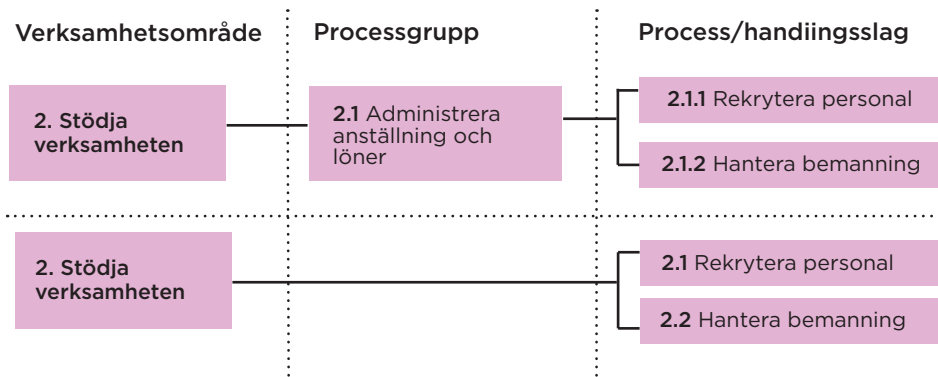 Verksamhetsområde
Processgrupp
Process/handiingsslag
2. Stödja
verksamheten
2.1 Administrera
anställning och
löner
2.1.1 Rekrytera personal
2.1.2 Hantera bemanning
2. Stödja
verksamheten
2.1 Rekrytera personal
2.2 Hantera bemanning